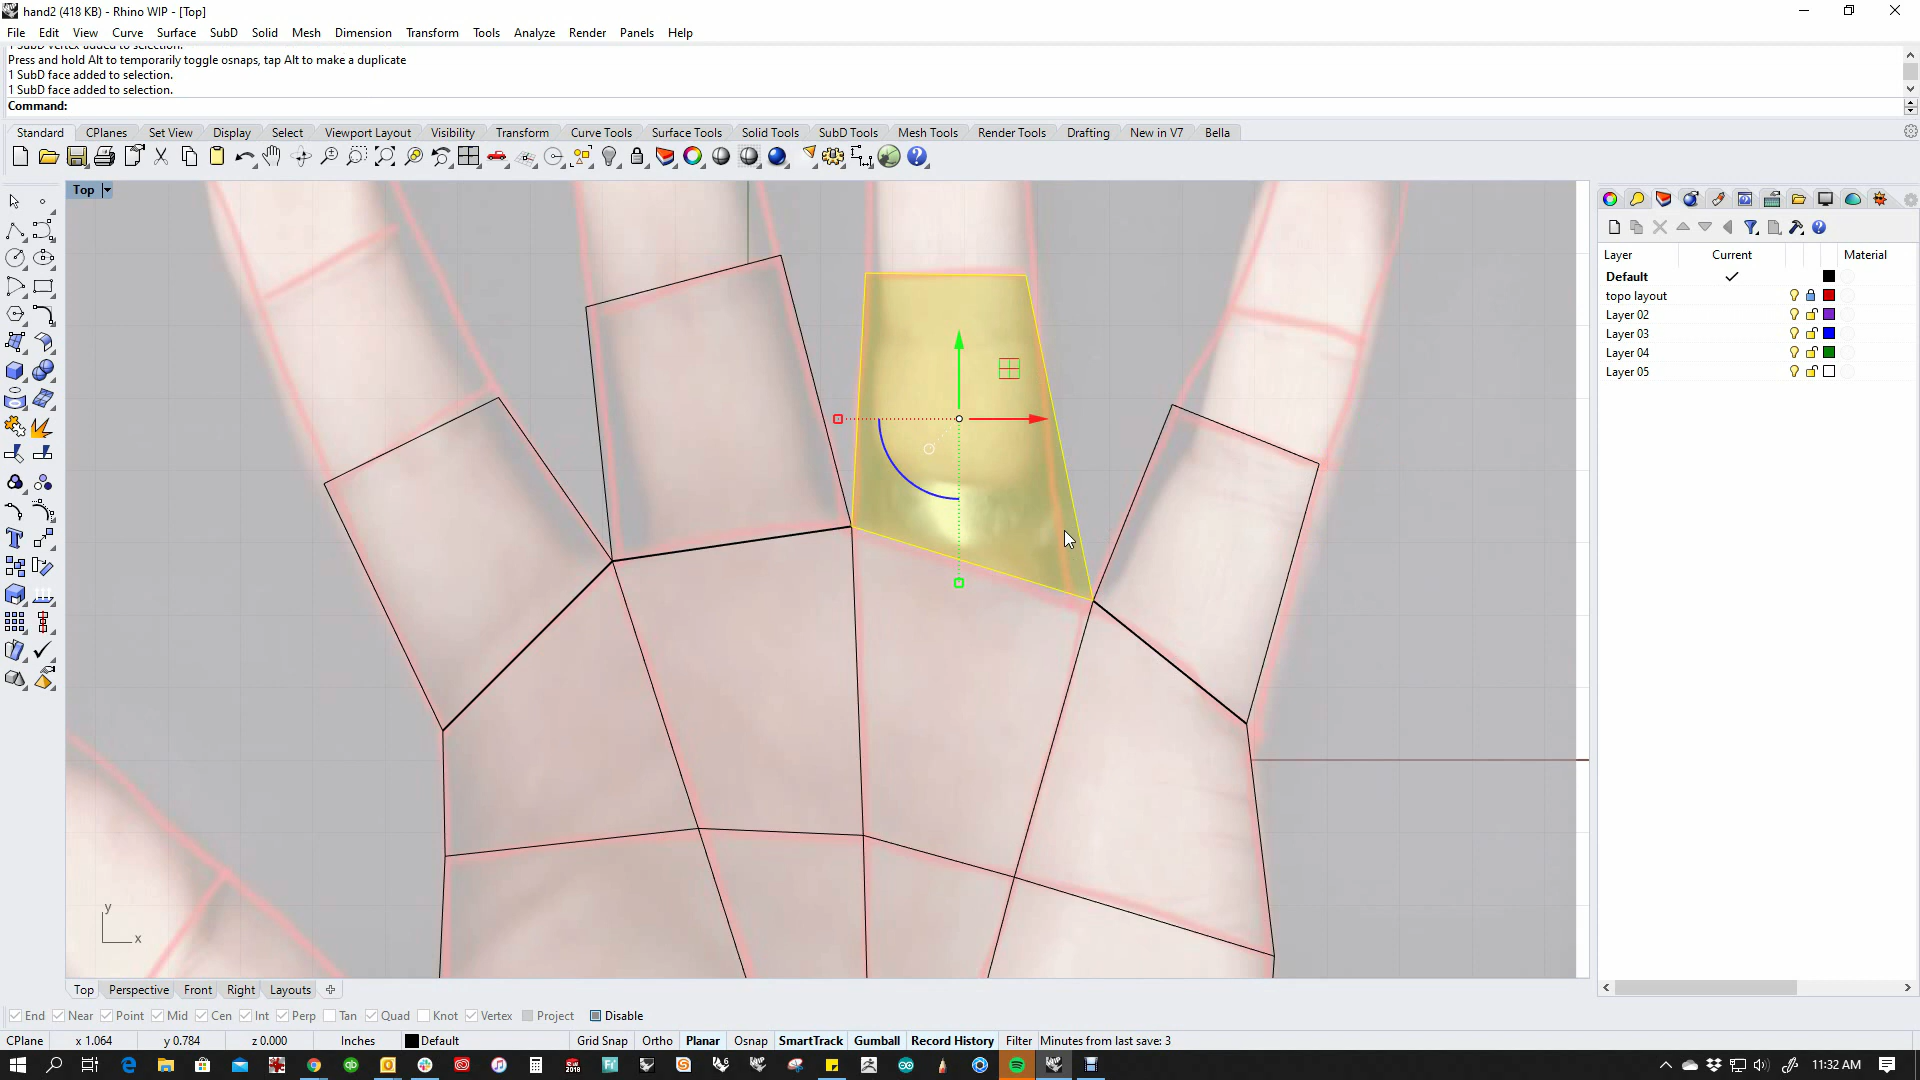 hand2 (418 KB) - Rhino WIP - [Top]
File Edit View Curve Surface SubD Solid Mesh Dimension Transform Tools Analyze Render Panels Help
1 SubD vertex added to selection.
Press and hold Alt to temporarily toggle osnaps, tap Alt to make a duplicate
1 SubD face added to selection.
1 SubD face added to selection.
Command:
Standard CPlanes Set View Display Select Viewport Layout Visibility Transform Curve Tools Surface Tools Solid Tools SubD Tools Mesh Tools Render Tools Drafting New in V7 Bella
Top
Layer Current Material
Default
topo layout
Layer 02
Layer 03
Layer 04
Layer 05
y
x
Top Perspective Front Right Layouts
End Near Point Mid Cen Int Perp Tan Quad Knot Vertex Project Disable
CPlane x 1.064 y 0.784 z 0.000 Inches Default Grid Snap Ortho Planar Osnap SmartTrack Gumball Record History Filter Minutes from last save: 3
11:32 AM